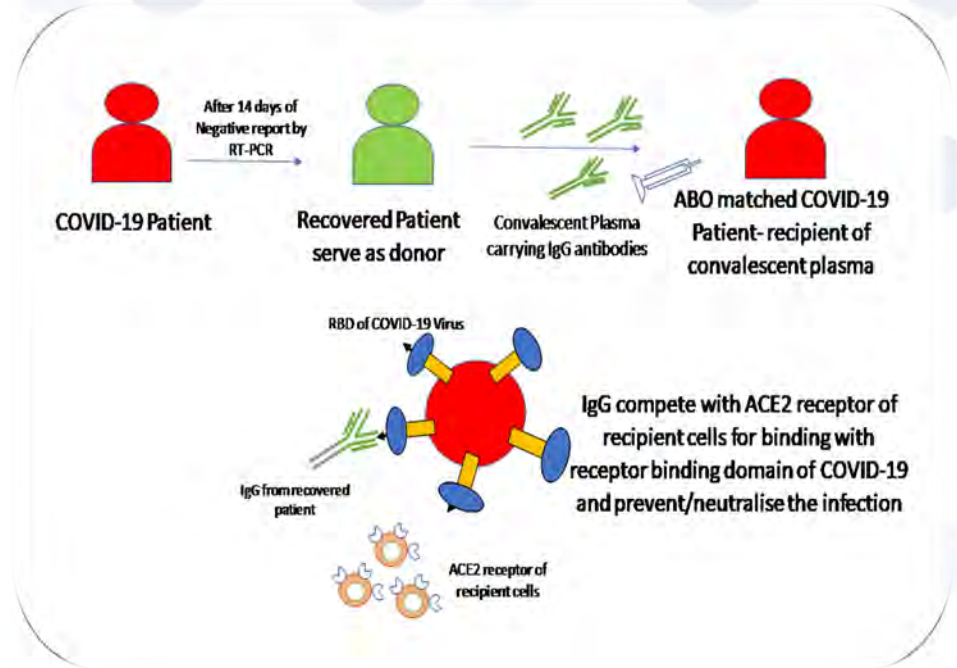 After 14 days of
Negative report by
RT-PCR
COVID-19 Patient
Recovered Patient
serve as donor
Convalescent Plasma
carrying IgG antibodies
ABO matched COVID-19
Patient- recipient of
convalescent plasma
RBD of COVID-19 Virus
IgG from recovered
patient
ACE2 receptor of
recipient cells
IgG compete with ACE2 receptor of
recipient cells for binding with
receptor binding domain of COVID-19
and prevent/neutralise the infection